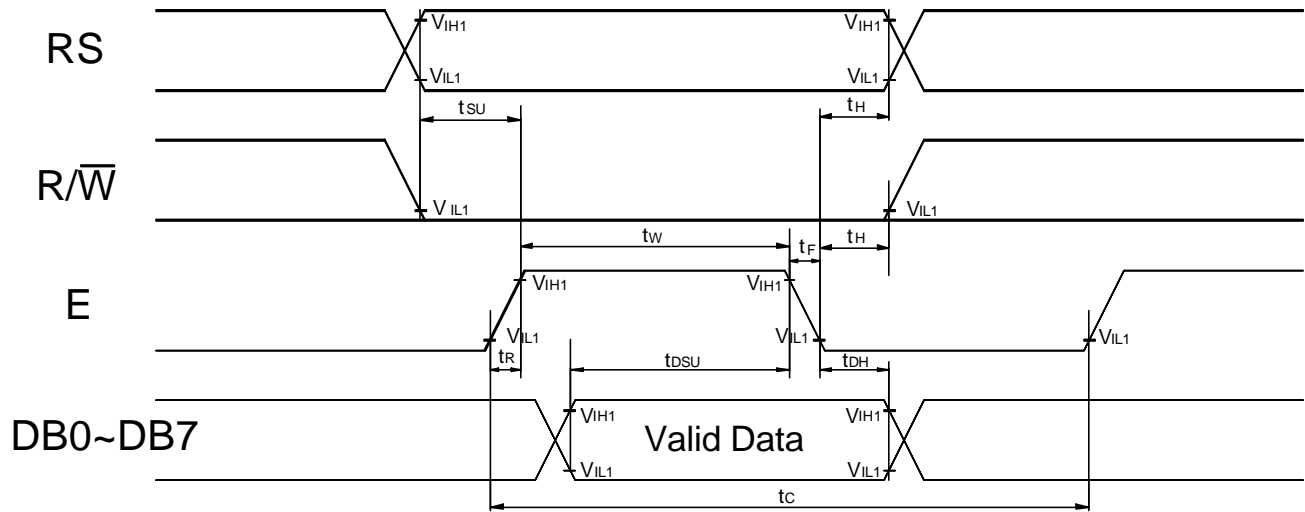 RS
VIH1
VIH1
VIL1
VIL1
tSU
tH
R/W̅
VIL1
VIL1
tW
tF
tH
E
VIH1
VIH1
VIL1
VIL1
VIL1
tR
tDSU
tDH
DB0~DB7
VIH1
Valid Data
VIH1
VIL1
VIL1
tC